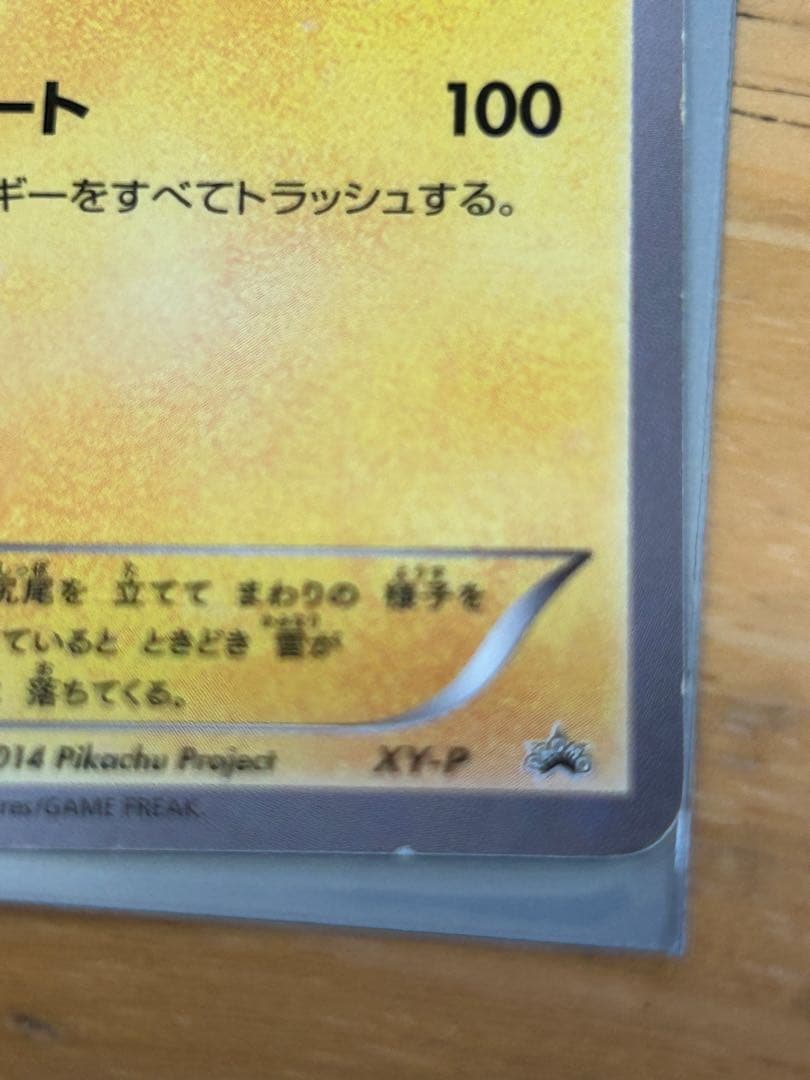 ート 100
ギーをすべてトラッシュする。
尻尾を 立てて まわりの 様子を
ていると ときどき 雷が
落ちてくる。
014 Pikachu Project XY-P
res/GAME FREAK